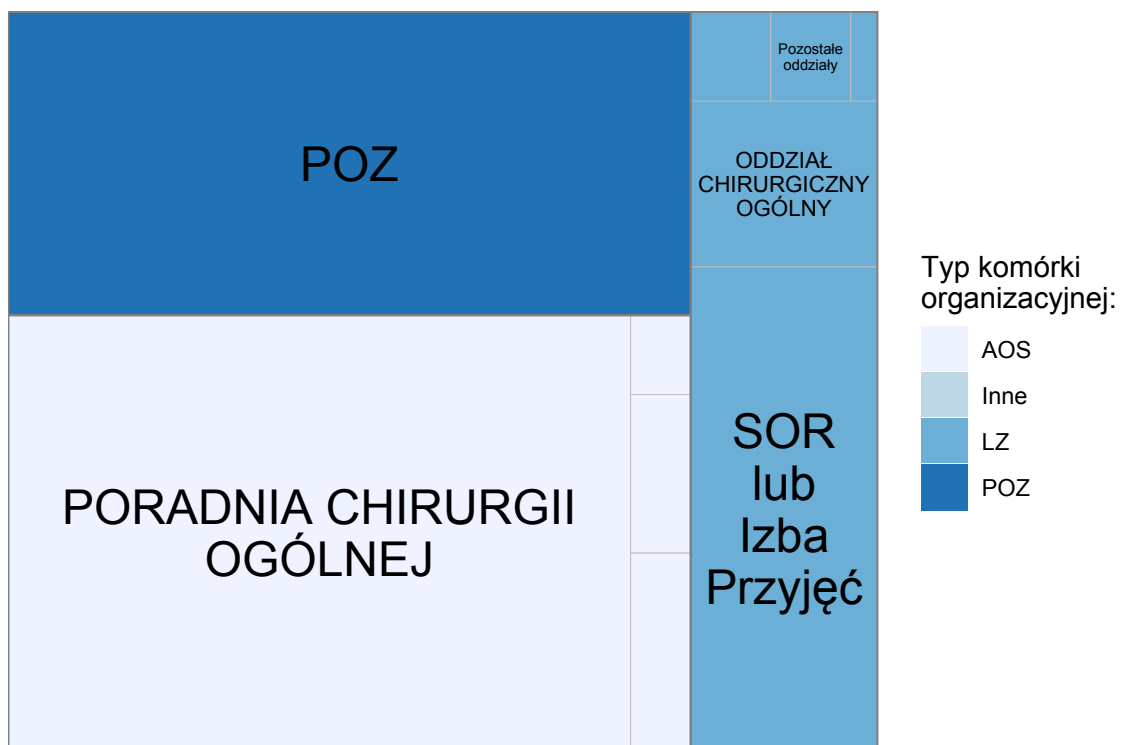 POZ
Pozostałe
oddziały
ODDZIAŁ
CHIRURGICZNY
OGÓLNY
PORADNIA CHIRURGII
OGÓLNEJ
SOR
lub
Izba
Przyjęć
Typ komórki
organizacyjnej:
AOS
Inne
LZ
POZ